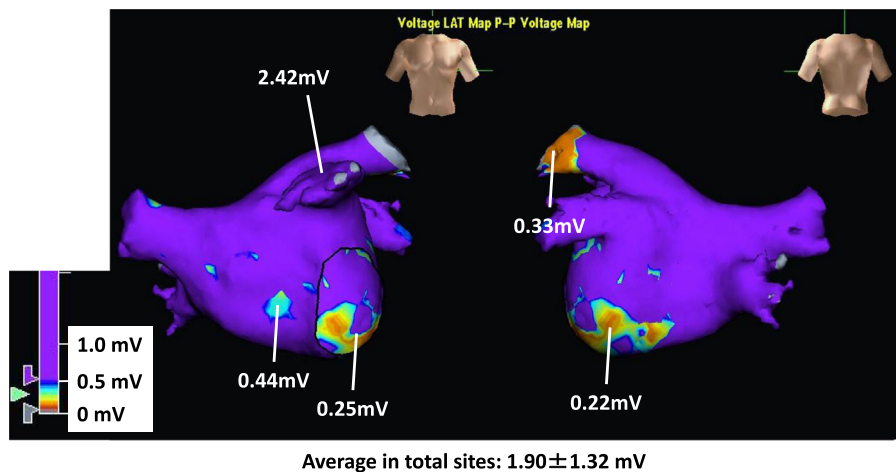 Voltage LAT Map P-P Voltage Map
2.42mV
0.33mV
1.0 mV
0.5 mV
0 mV
0.44mV
0.25mV
0.22mV
Average in total sites: 1.90±1.32 mV